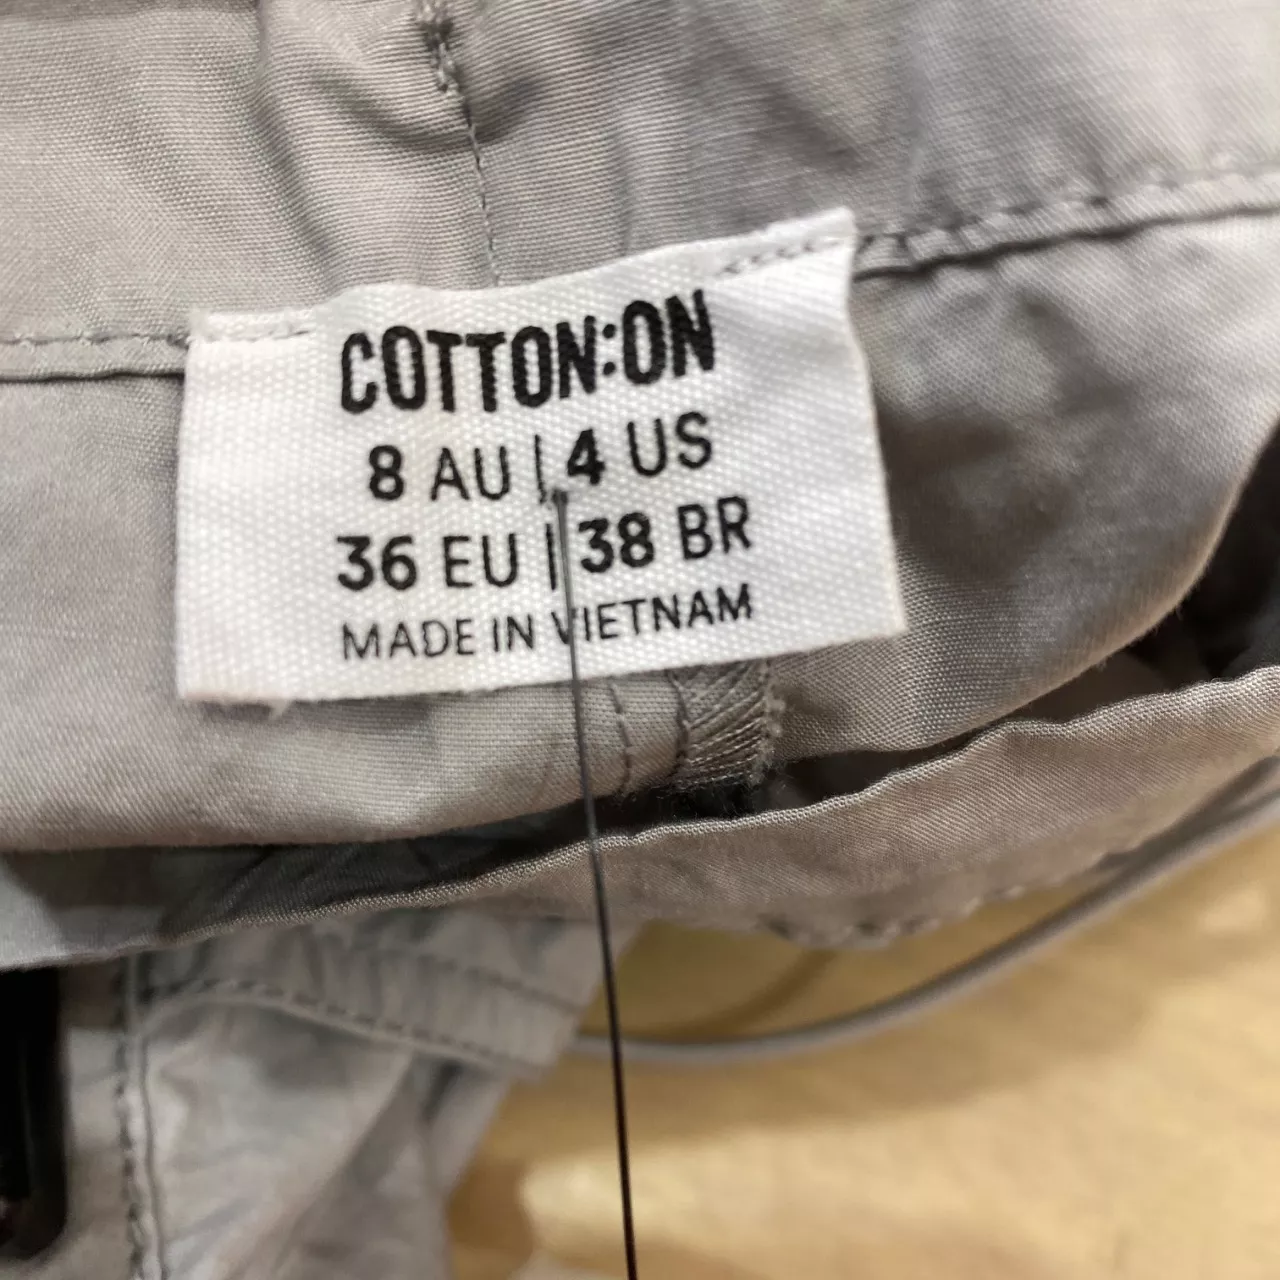 COTTON:ON
8 AU | 4 US
36 EU | 38 BR
MADE IN VIETNAM